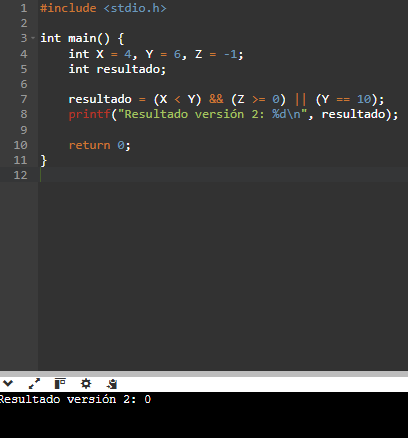 1 #include <stdio.h>
2
3 int main() {
4 int X = 4, Y = 6, Z = -1;
5 int resultado;
6
7 resultado = (X < Y) && (Z >= 0) || (Y == 10);
8 printf("Resultado versión 2: %d\n", resultado);
9
10 return 0;
11 }
12
Resultado versión 2: 0